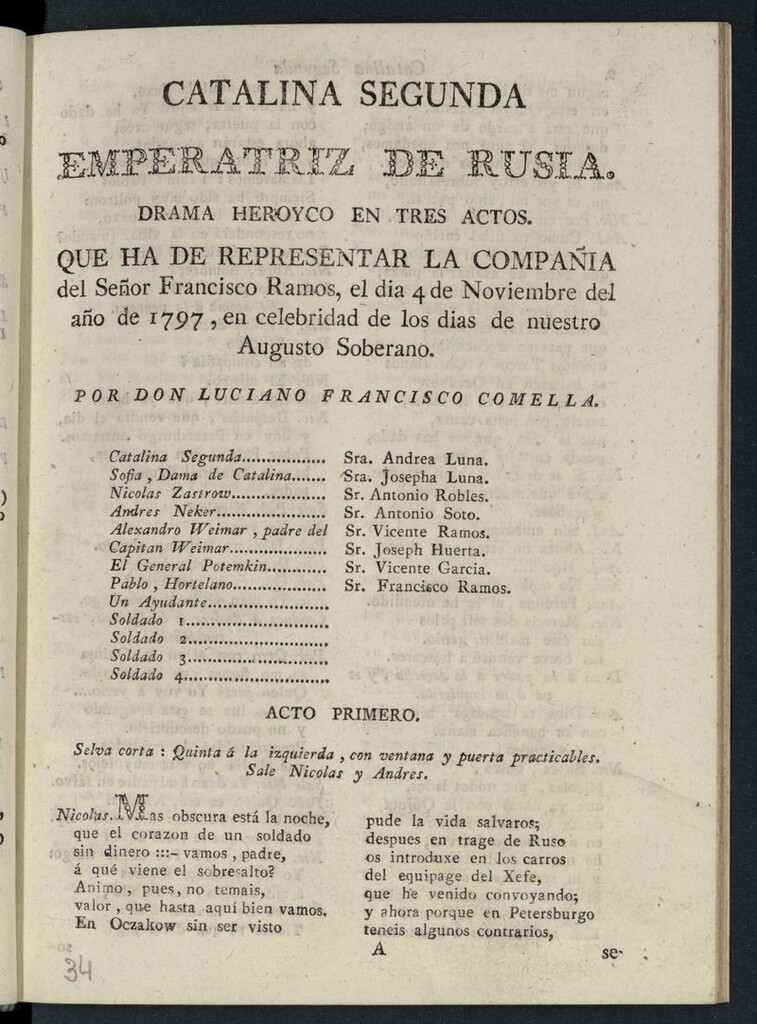 CATALINA SEGUNDA
EMPERATRIZ DE RUSIA.
DRAMA HEROYCO EN TRES ACTOS.
QUE HA DE REPRESENTAR LA COMPAÑIA
del Señor Francisco Ramos, el dia 4 de Noviembre del
año de 1797, en celebridad de los dias de nuestro
Augusto Soberano.
POR DON LUCIANO FRANCISCO COMELLA.
Catalina Segunda................. Sra. Andrea Luna.
Sofia, Dama de Catalina....... Sra. Josepha Luna.
Nicolas Zastrow................... Sr. Antonio Robles.
Andres Neker...................... Sr. Antonio Soto.
Alexandro Weimar, padre del Sr. Vicente Ramos.
Capitan Weimar.................... Sr. Joseph Huerta.
El General Potemkin............ Sr. Vicente Garcia.
Pablo, Hortelano................... Sr. Francisco Ramos.
Un Ayudante........................
Soldado 1.............................
Soldado 2.............................
Soldado 3.............................
Soldado 4.............................
ACTO PRIMERO.
Selva corta: Quinta á la izquierda, con ventana y puerta practicables.
Sale Nicolas y Andres.
Nicolas. Mas obscura está la noche,
que el corazon de un soldado
sin dinero :::- vamos, padre,
á qué viene el sobresalto?
Animo, pues, no temais,
valor, que hasta aquí bien vamos.
En Oczakow sin ser visto
pude la vida salvaros;
despues en trage de Ruso
os introduxe en los carros
del equipage del Xefe,
que he venido convoyando;
y ahora porque en Petersburgo
teneis algunos contrarios,
A
se-
34